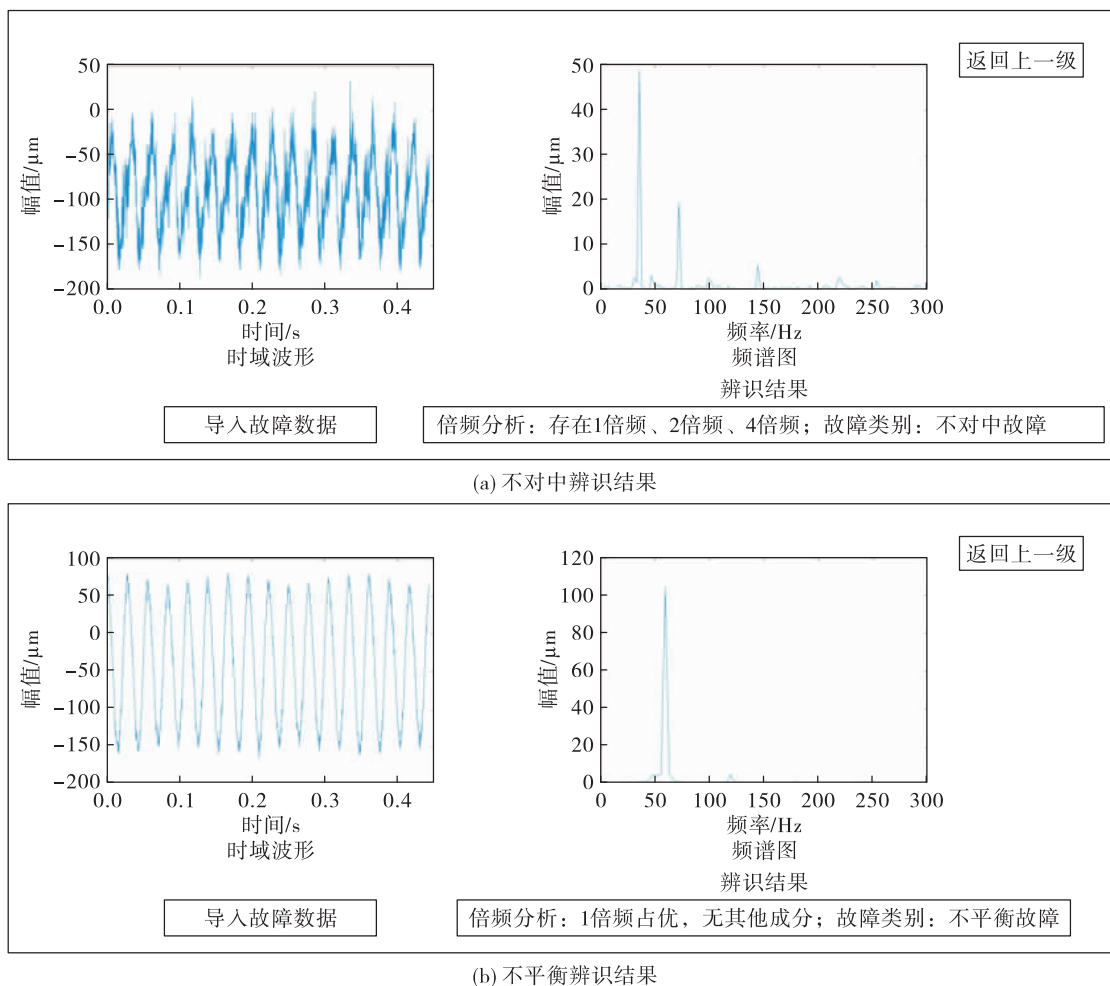 返回上一级
50
0
−50
−100
−150
−200
幅值/μm
0.0 0.1 0.2 0.3 0.4
时间/s
时域波形
50
40
30
20
10
0
幅值/μm
0 50 100 150 200 250 300
频率/Hz
频谱图
辨识结果
导入故障数据
倍频分析：存在1倍频、2倍频、4倍频；故障类别：不对中故障
(a) 不对中辨识结果
返回上一级
100
50
0
−50
−100
−150
−200
幅值/μm
0.0 0.1 0.2 0.3 0.4
时间/s
时域波形
120
100
80
60
40
20
0
幅值/μm
0 50 100 150 200 250 300
频率/Hz
频谱图
辨识结果
导入故障数据
倍频分析：1倍频占优，无其他成分；故障类别：不平衡故障
(b) 不平衡辨识结果